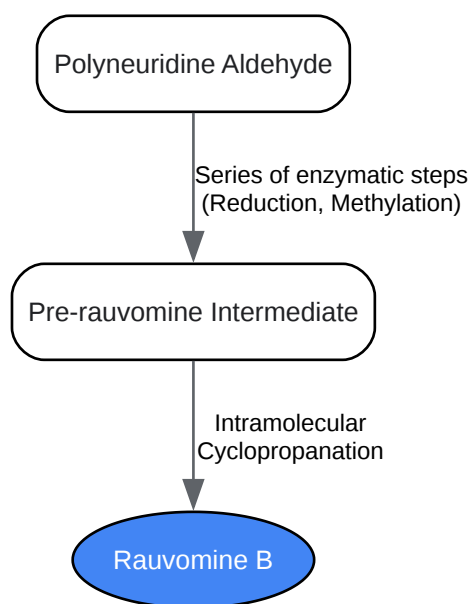 Polyneuridine Aldehyde
Series of enzymatic steps
(Reduction, Methylation)
Pre-rauvomine Intermediate
Intramolecular
Cyclopropanation
Rauvomine B